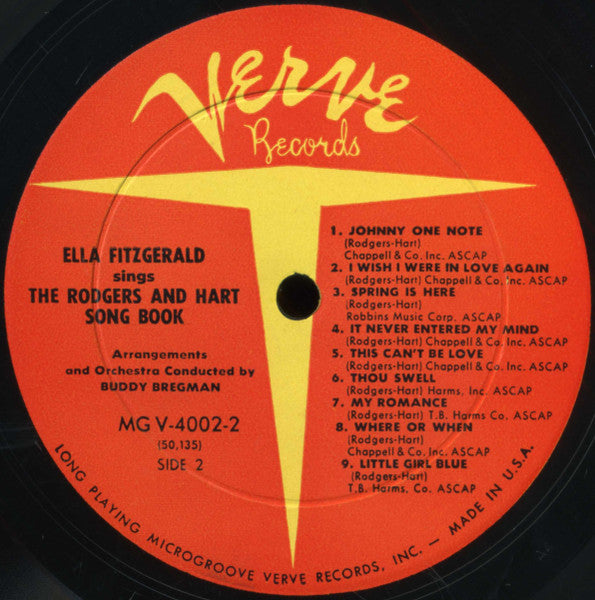 Verve
Records
ELLA FITZGERALD
sings
THE RODGERS AND HART
SONG BOOK
Arrangements
and Orchestra Conducted by
BUDDY BREGMAN
MG V-4002-2
(50,135)
SIDE 2
1. JOHNNY ONE NOTE
(Rodgers-Hart)
Chappell & Co. Inc. ASCAP
2. I WISH I WERE IN LOVE AGAIN
(Rodgers-Hart) Chappell & Co., Inc. ASCAP
3. SPRING IS HERE
(Rodgers-Hart)
Robbins Music Corp. ASCAP
4. IT NEVER ENTERED MY MIND
(Rodgers-Hart) Chappell & Co. Inc. ASCAP
5. THIS CAN'T BE LOVE
(Rodgers-Hart) Chappell & Co. Inc. ASCAP
6. THOU SWELL
(Rodgers-Hart) Harms, Inc. ASCAP
7. MY ROMANCE
(Rodgers-Hart) T.B. Harms Co. ASCAP
8. WHERE OR WHEN
(Rodgers-Hart)
Chappell & Co., Inc. ASCAP
9. LITTLE GIRL BLUE
(Rodgers-Hart)
T.B. Harms, Co. ASCAP
LONG PLAYING MICROGROOVE VERVE RECORDS, INC. — MADE IN U.S.A.